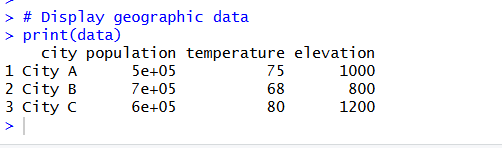 >
> # Display geographic data
> print(data)
    city population temperature elevation
1 City A      5e+05          75      1000
2 City B      7e+05          68       800
3 City C      6e+05          80      1200
>